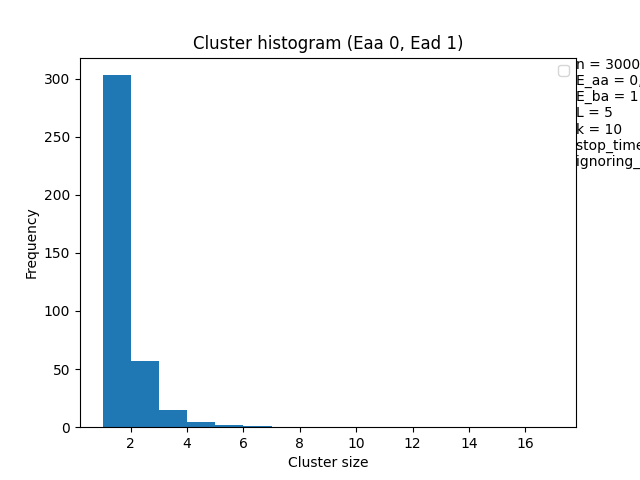 Cluster histogram (Eaa 0, Ead 1)
n = 3000
E_aa = 0,
E_ba = 1
L = 5
k = 10
stop_time
ignoring_
300
250
200
150
100
50
0
Frequency
2 4 6 8 10 12 14 16
Cluster size